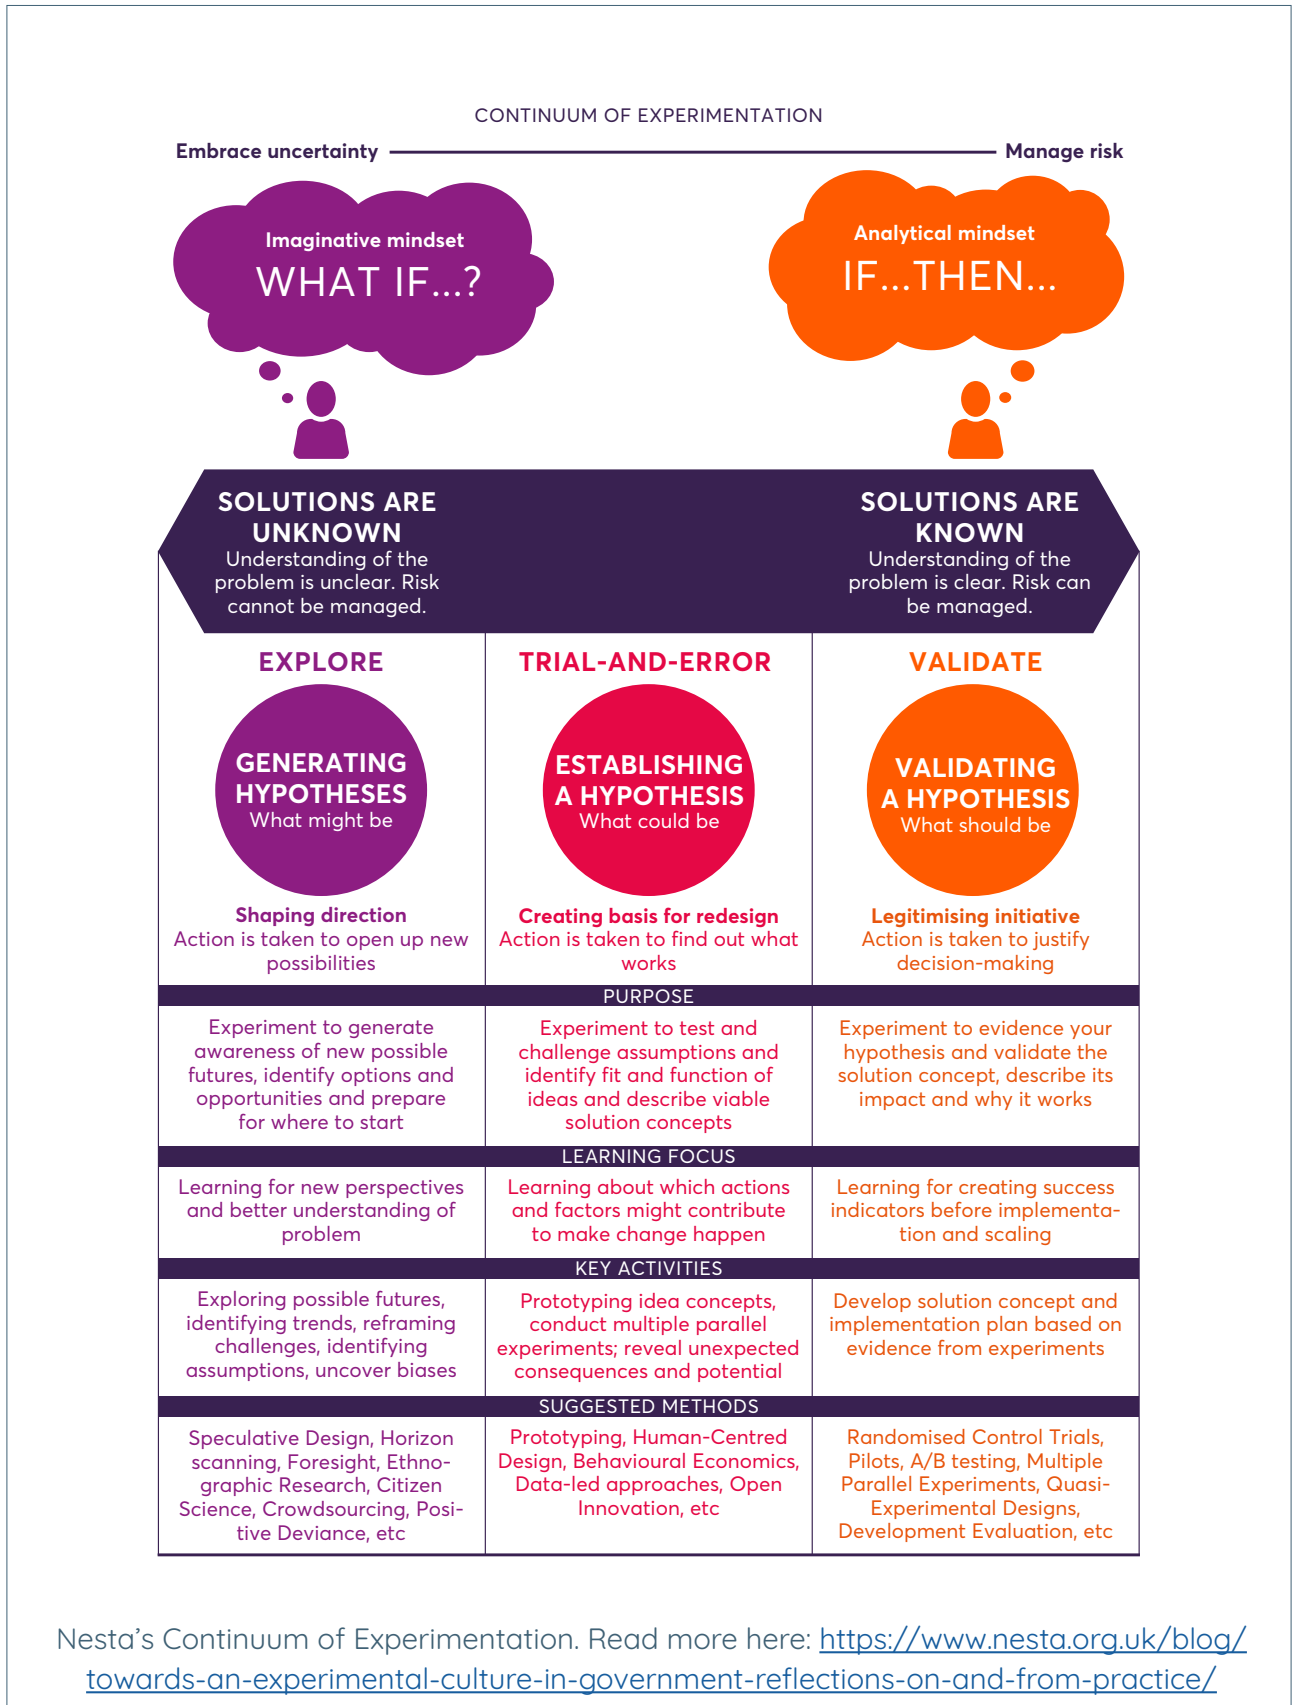 CONTINUUM OF EXPERIMENTATION
Embrace uncertainty
Manage risk
Imaginative mindset
WHAT IF...?
Analytical mindset
IF...THEN...
SOLUTIONS ARE
UNKNOWN
Understanding of the
problem is unclear. Risk
cannot be managed.
SOLUTIONS ARE
KNOWN
Understanding of the
problem is clear. Risk can
be managed.
EXPLORE
GENERATING
HYPOTHESES
What might be
Shaping direction
Action is taken to open up new
possibilities
TRIAL-AND-ERROR
ESTABLISHING
A HYPOTHESIS
What could be
Creating basis for redesign
Action is taken to find out what
works
VALIDATE
VALIDATING
A HYPOTHESIS
What should be
Legitimising initiative
Action is taken to justify
decision-making
PURPOSE
Experiment to generate
awareness of new possible
futures, identify options and
opportunities and prepare
for where to start
Experiment to test and
challenge assumptions and
identify fit and function of
ideas and describe viable
solution concepts
Experiment to evidence your
hypothesis and validate the
solution concept, describe its
impact and why it works
LEARNING FOCUS
Learning for new perspectives
and better understanding of
problem
Learning about which actions
and factors might contribute
to make change happen
Learning for creating success
indicators before implementa-
tion and scaling
KEY ACTIVITIES
Exploring possible futures,
identifying trends, reframing
challenges, identifying
assumptions, uncover biases
Prototyping idea concepts,
conduct multiple parallel
experiments; reveal unexpected
consequences and potential
Develop solution concept and
implementation plan based on
evidence from experiments
SUGGESTED METHODS
Speculative Design, Horizon
scanning, Foresight, Ethno-
graphic Research, Citizen
Science, Crowdsourcing, Posi-
tive Deviance, etc
Prototyping, Human-Centred
Design, Behavioural Economics,
Data-led approaches, Open
Innovation, etc
Randomised Control Trials,
Pilots, A/B testing, Multiple
Parallel Experiments, Quasi-
Experimental Designs,
Development Evaluation, etc
Nesta's Continuum of Experimentation. Read more here: https://www.nesta.org.uk/blog/
towards-an-experimental-culture-in-government-reflections-on-and-from-practice/